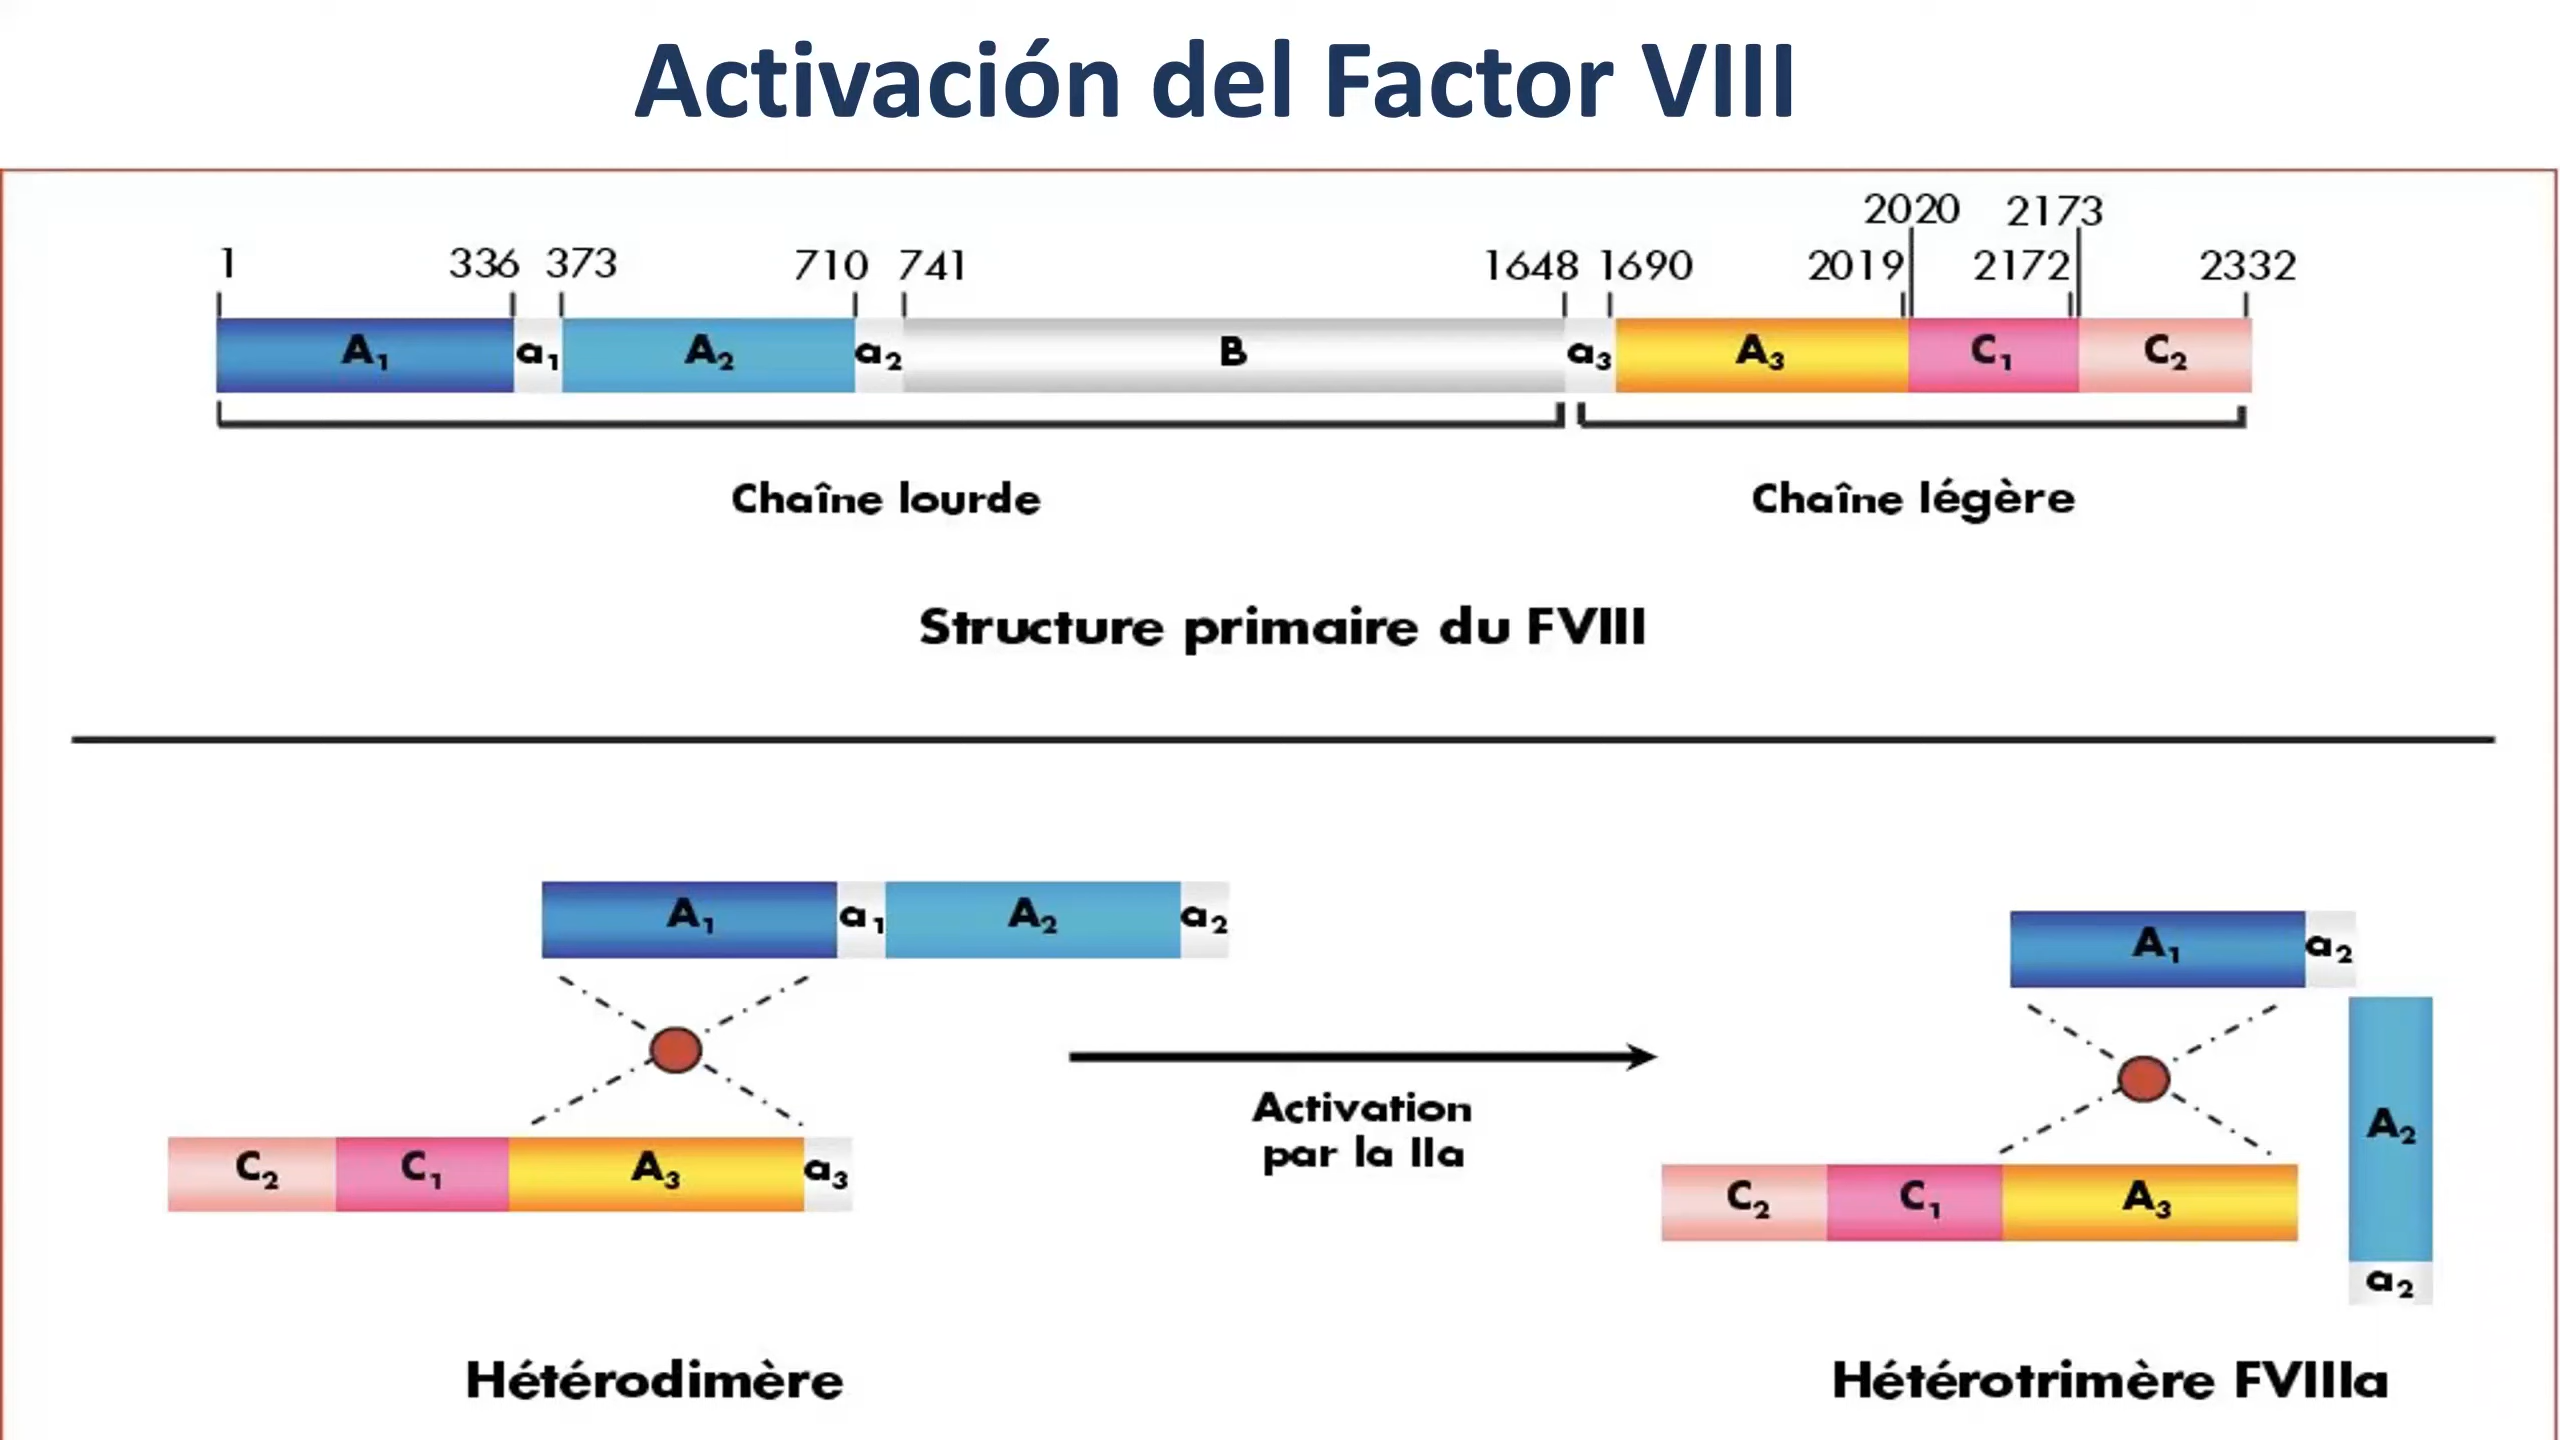 Activación del Factor VIII
2020 2173
1 336 373 710 741 1648 1690 2019 2172 2332
A₁ a₁ A₂ a₂ B a₃ A₃ C₁ C₂
Chaîne lourde Chaîne légère
Structure primaire du FVIII
A₁ a₁ A₂ a₂
A₁ a₂
A₂
Activation
par la IIa
C₂ C₁ A₃ a₃
C₂ C₁ A₃
a₂
Hétérodimère Hétérotrimère FVIIIa